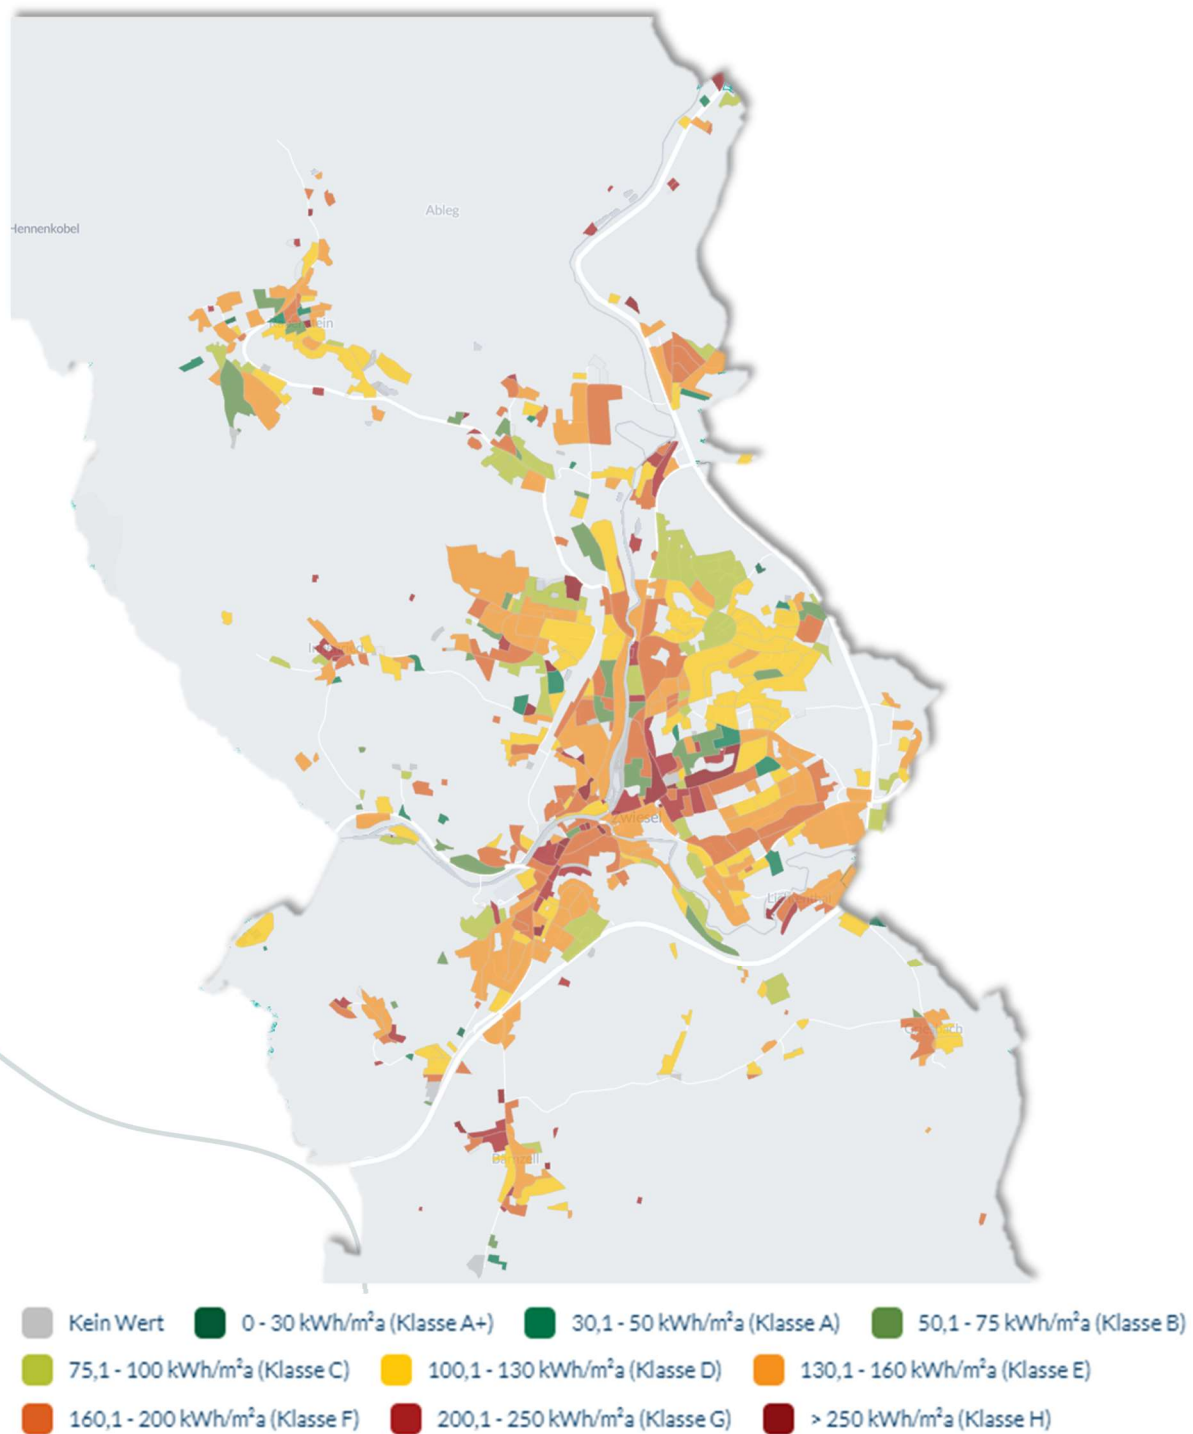 Abieg
Hennenkobel
Zwiesel
Kein Wert
0 - 30 kWh/m²a (Klasse A+)
30,1 - 50 kWh/m²a (Klasse A)
50,1 - 75 kWh/m²a (Klasse B)
75,1 - 100 kWh/m²a (Klasse C)
100,1 - 130 kWh/m²a (Klasse D)
130,1 - 160 kWh/m²a (Klasse E)
160,1 - 200 kWh/m²a (Klasse F)
200,1 - 250 kWh/m²a (Klasse G)
> 250 kWh/m²a (Klasse H)